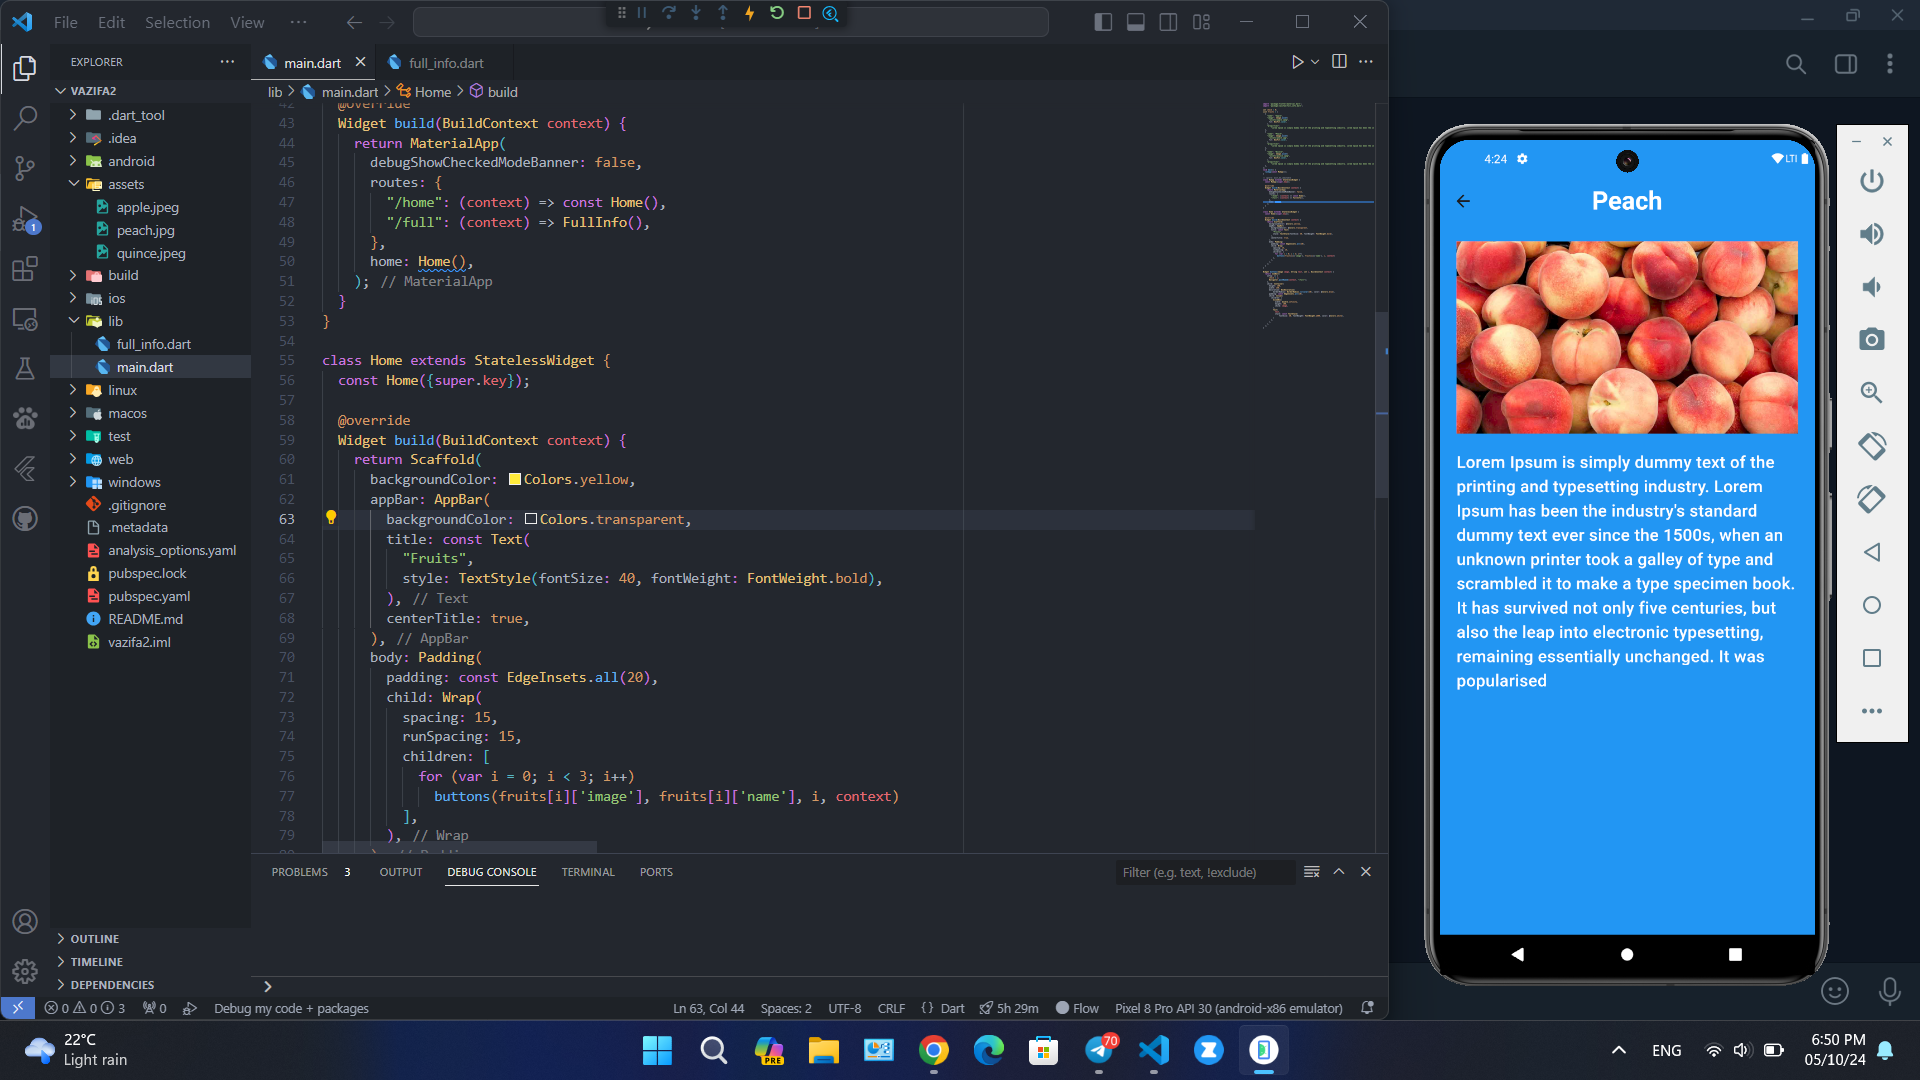 File Edit Selection View ···
EXPLORER
main.dart
full_info.dart
VAZIFA2
lib > main.dart > Home > build
.dart_tool
.idea
android
assets
apple.jpeg
peach.jpg
quince.jpeg
build
ios
lib
full_info.dart
main.dart
linux
macos
test
web
windows
.gitignore
.metadata
analysis_options.yaml
pubspec.lock
pubspec.yaml
README.md
vazifa2.iml
OUTLINE
TIMELINE
DEPENDENCIES
42 @override
43 Widget build(BuildContext context) {
44 return MaterialApp(
45 debugShowCheckedModeBanner: false,
46 routes: {
47 "/home": (context) => const Home(),
48 "/full": (context) => FullInfo(),
49 },
50 home: Home(),
51 ); // MaterialApp
52 }
53 }
54
55 class Home extends StatelessWidget {
56 const Home({super.key});
57
58 @override
59 Widget build(BuildContext context) {
60 return Scaffold(
61 backgroundColor: Colors.yellow,
62 appBar: AppBar(
63 backgroundColor: Colors.transparent,
64 title: const Text(
65 "Fruits",
66 style: TextStyle(fontSize: 40, fontWeight: FontWeight.bold),
67 ), // Text
68 centerTitle: true,
69 ), // AppBar
70 body: Padding(
71 padding: const EdgeInsets.all(20),
72 child: Wrap(
73 spacing: 15,
74 runSpacing: 15,
75 children: [
76 for (var i = 0; i < 3; i++)
77 buttons(fruits[i]['image'], fruits[i]['name'], i, context)
78 ],
79 ), // Wrap
PROBLEMS 3 OUTPUT DEBUG CONSOLE TERMINAL PORTS
Filter (e.g. text, !exclude)
0 0 3 0 Debug my code + packages
Ln 63, Col 44 Spaces: 2 UTF-8 CRLF {} Dart 5h 29m Flow Pixel 8 Pro API 30 (android-x86 emulator)
1
4:24
LTE
Peach
Lorem Ipsum is simply dummy text of the
printing and typesetting industry. Lorem
Ipsum has been the industry's standard
dummy text ever since the 1500s, when an
unknown printer took a galley of type and
scrambled it to make a type specimen book.
It has survived not only five centuries, but
also the leap into electronic typesetting,
remaining essentially unchanged. It was
popularised
22°C
Light rain
PRE
70
ENG
6:50 PM
05/10/24